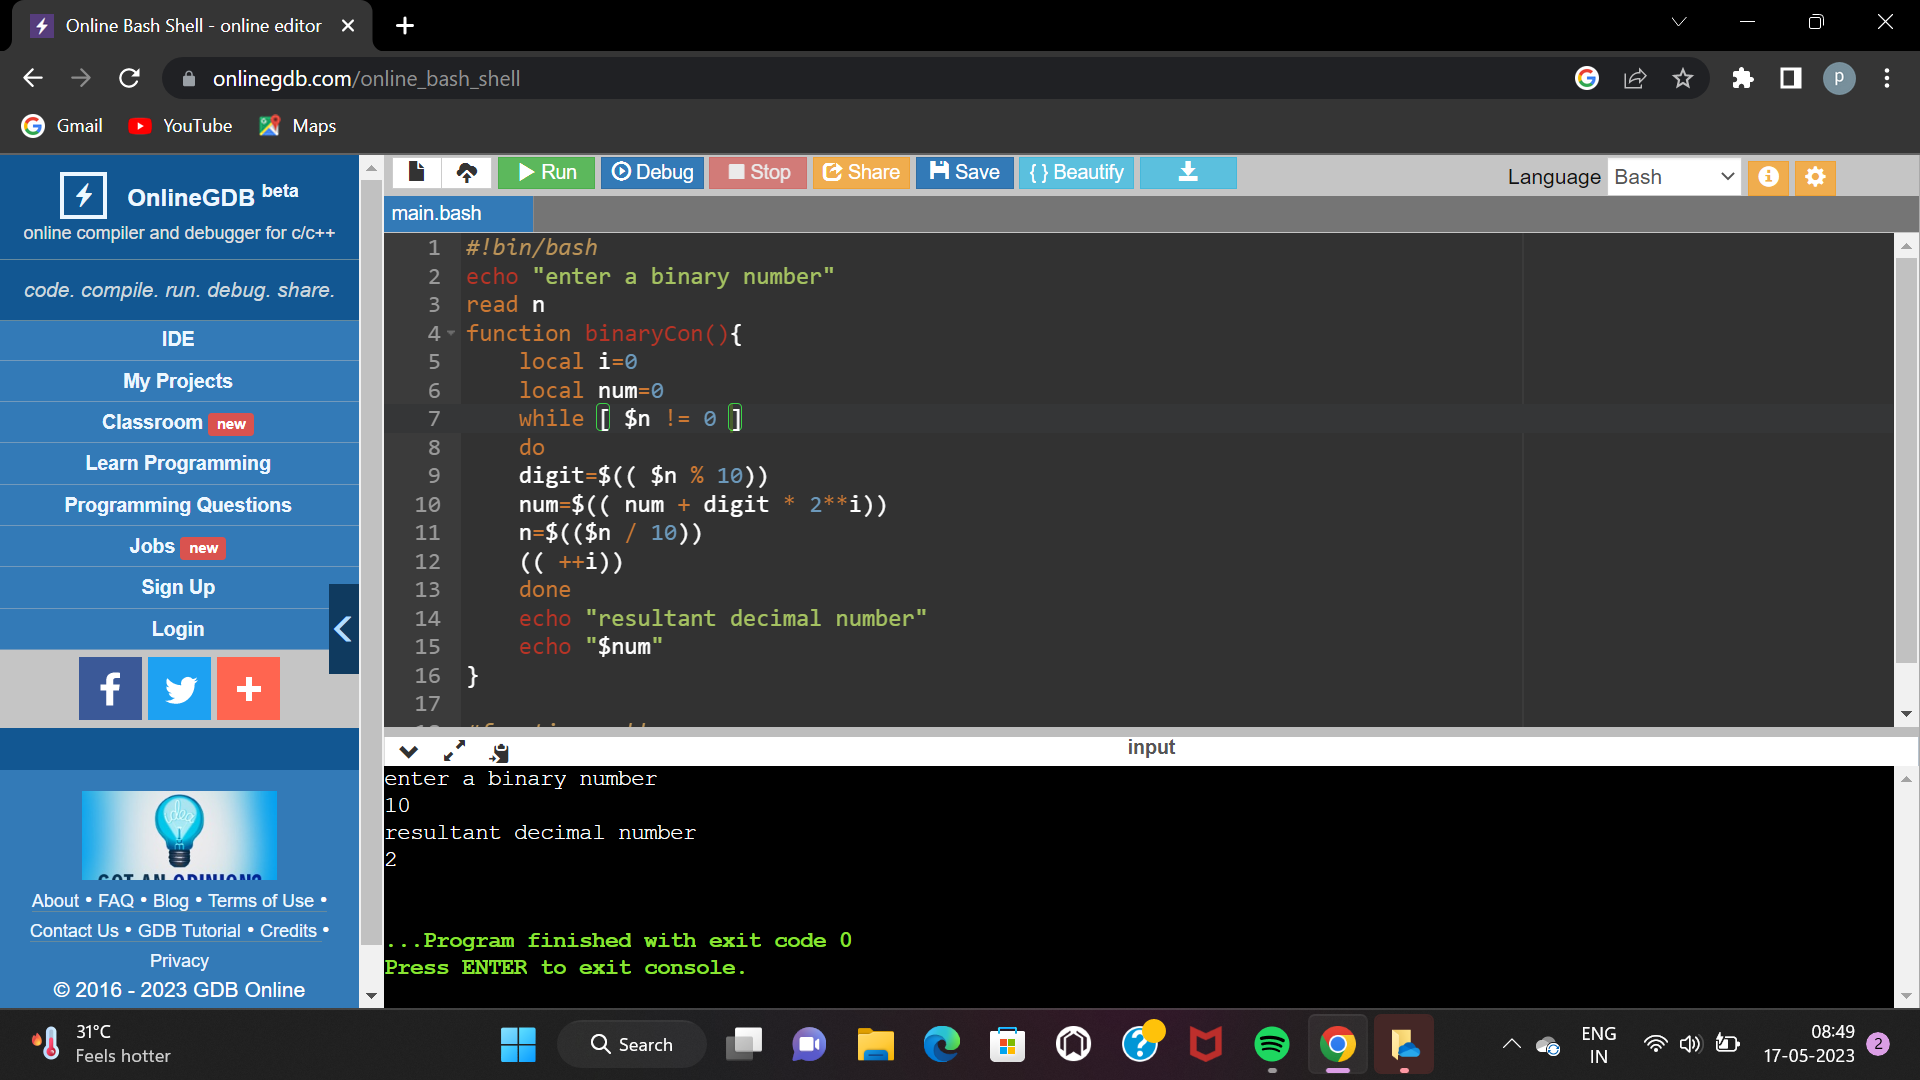 Online Bash Shell - online editor
onlinegdb.com/online_bash_shell
P
Gmail YouTube Maps
OnlineGDB beta
online compiler and debugger for c/c++
code. compile. run. debug. share.
IDE
My Projects
Classroom new
Learn Programming
Programming Questions
Jobs new
Sign Up
Login
GOT AN OPINION?
About • FAQ • Blog • Terms of Use •
Contact Us • GDB Tutorial • Credits •
Privacy
© 2016 - 2023 GDB Online
Run Debug Stop Share Save { } Beautify
Language Bash
main.bash
1 #!bin/bash
2 echo "enter a binary number"
3 read n
4 function binaryCon(){
5 local i=0
6 local num=0
7 while [ $n != 0 ]
8 do
9 digit=$(( $n % 10))
10 num=$(( num + digit * 2**i))
11 n=$(($n / 10))
12 (( ++i))
13 done
14 echo "resultant decimal number"
15 echo "$num"
16 }
17
input
enter a binary number
10
resultant decimal number
2
...Program finished with exit code 0
Press ENTER to exit console.
31°C
Feels hotter
Search
ENG
IN
08:49
17-05-2023
2